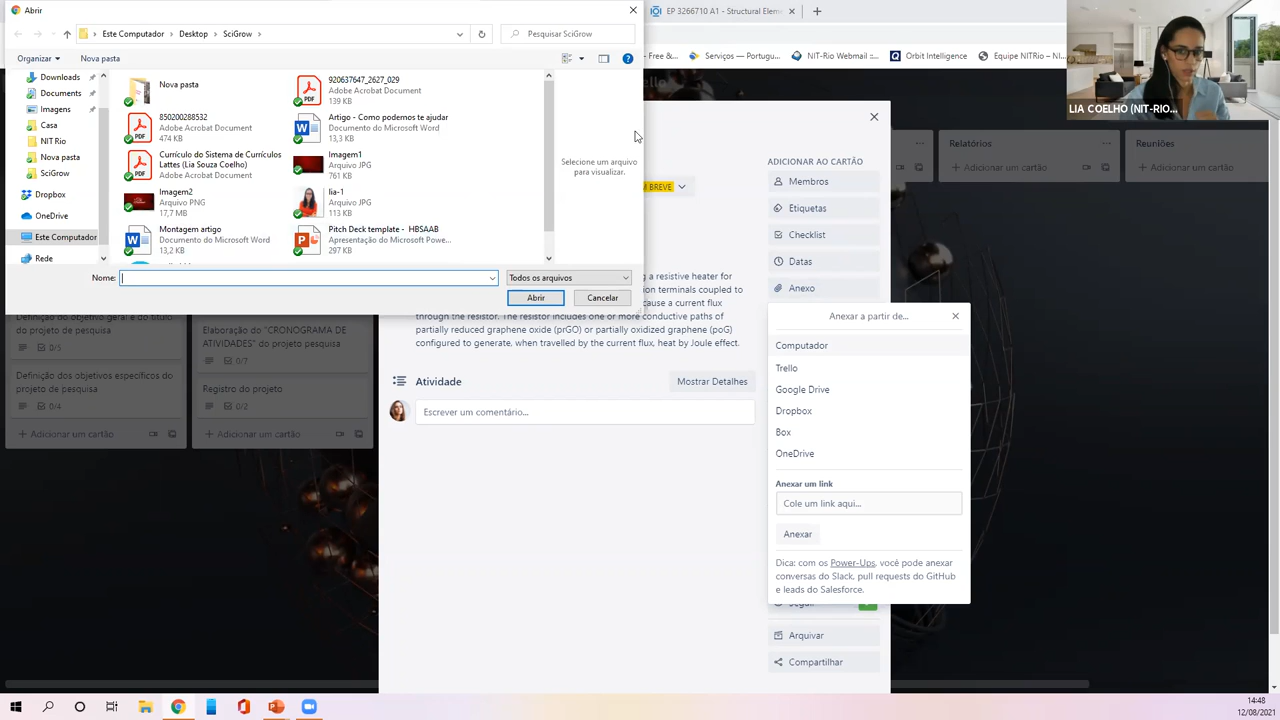 Abrir
EP 3266710 A1 - Structural Elem
Este Computador > Desktop > SciGrow >
Pesquisar SciGrow
Organizar
Nova pasta
Free &...
Serviços — Portugu...
NIT-Rio Webmail ::...
Orbit Intelligence
Equipe NITRio / No...
LIA COELHO (NIT-RIO...
Downloads
Documents
Imagens
Casa
NIT Rio
Nova pasta
SciGrow
Dropbox
OneDrive
Este Computador
Rede
Nova pasta
920637647_2627_029
Adobe Acrobat Document
139 KB
850200288532
Adobe Acrobat Document
474 KB
Artigo - Como podemos te ajudar
Documento do Microsoft Word
13,3 KB
Currículo do Sistema de Currículos
Lattes (Lia Souza Coelho)
Adobe Acrobat Document
Imagem1
Arquivo JPG
761 KB
Imagem2
Arquivo PNG
17,7 MB
lia-1
Arquivo JPG
113 KB
Montagem artigo
Documento do Microsoft Word
13,2 KB
Pitch Deck template - HBSAAB
Apresentação do Microsoft Powe...
297 KB
Selecione um arquivo
para visualizar.
Nome:
Todos os arquivos
Abrir
Cancelar
M BREVE
ADICIONAR AO CARTÃO
Membros
Etiquetas
Checklist
Datas
Anexo
Relatórios
Reuniões
+ Adicionar um cartão
+ Adicionar um cartão
g a resistive heater for
on terminals coupled to
cause a current flux
through the resistor. The resistor includes one or more conductive paths of
partially reduced graphene oxide (prGO) or partially oxidized graphene (poG)
configured to generate, when travelled by the current flux, heat by Joule effect.
Definição do objetivo geral e do título
do projeto de pesquisa
0/5
Definição dos objetivos específicos do
projeto de pesquisa
0/4
+ Adicionar um cartão
Elaboração do "CRONOGRAMA DE
ATIVIDADES" do projeto pesquisa
0/7
Registro do projeto
0/2
+ Adicionar um cartão
Atividade
Mostrar Detalhes
Escrever um comentário...
Anexar a partir de...
Computador
Trello
Google Drive
Dropbox
Box
OneDrive
Anexar um link
Cole um link aqui...
Anexar
Dica: com os Power-Ups, você pode anexar
conversas do Slack, pull requests do GitHub
e leads do Salesforce.
Seguir
Arquivar
Compartilhar
14:48
12/08/2021